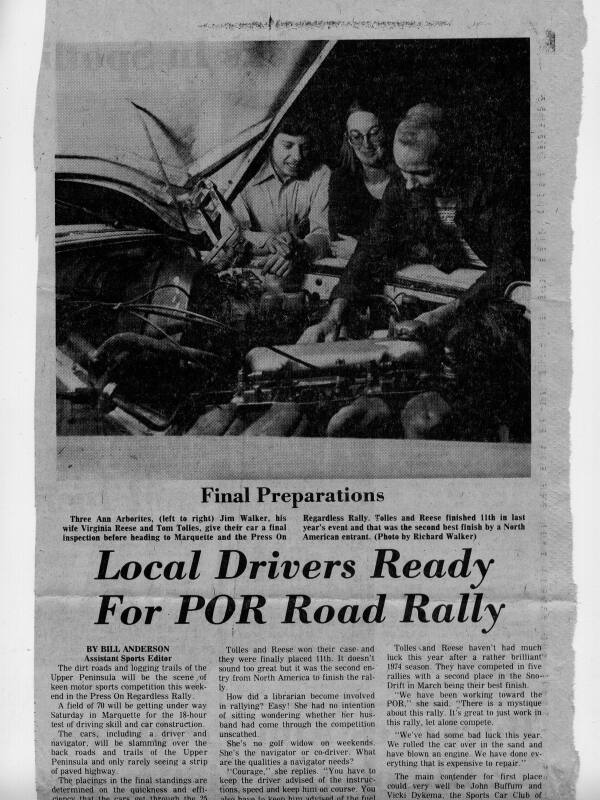 Final Preparations
Three Ann Arborites, (left to right) Jim Walker, his
wife Virginia Reese and Tom Tolles, give their car a final
inspection before heading to Marquette and the Press On
Regardless Rally. Tolles and Reese finished 11th in last
year's event and that was the second best finish by a North
American entrant. (Photo by Richard Walker)
Local Drivers Ready
For POR Road Rally
BY BILL ANDERSON
Assistant Sports Editor
The dirt roads and logging trails of the
Upper Peninsula will be the scene of
keen motor sports competition this week-
end in the Press On Regardless Rally.
A field of 70 will be getting under way
Saturday in Marquette for the 18-hour
test of driving skill and car construction.
The cars, including a driver and
navigator, will be slamming over the
back roads and trails of the Upper
Peninsula and only rarely seeing a strip
of paved highway.
The placings in the final standings are
determined on the quickness and effi-
ciency that the cars get through the 25
Tolles and Reese won their case and
they were finally placed 11th. It doesn't
sound too great but it was the second en-
try from North America to finish the ral-
ly.
How did a librarian become involved
in rallying? Easy! She had no intention
of sitting wondering whether her hus-
band had come through the competition
unscathed.
She's no golf widow on weekends.
She's the navigator or co-driver. What
are the qualities a navigator needs?
"Courage," she replies. "You have to
keep the driver advised of the instruc-
tions, speed and keep him on course. You
also have to keep him advised of the fuel
Tolles and Reese haven't had much
luck this year after a rather brilliant
1974 season. They have competed in five
rallies with a second place in the Sno-
Drift in March being their best finish.
"We have been working toward the
POR," she said. "There is a mystique
about this rally. It's great to just work in
this rally, let alone compete.
"We've had some bad luck this year.
We rolled the car over in the sand and
have blown an engine. We have done ev-
erything that is expensive to repair."
The main contender for first place
could very well be John Buffum and
Vicki Dykema, the Sports Car Club of